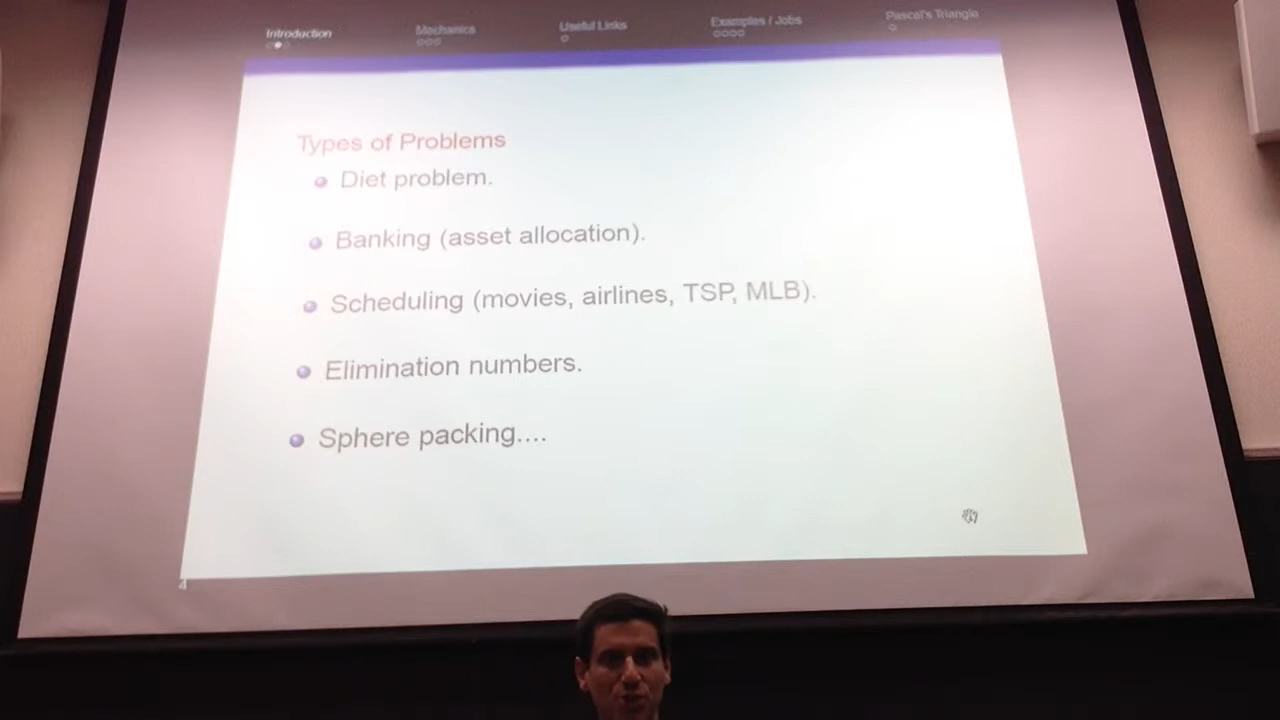 Introduction
Mechanics
Useful Links
Examples / Jobs
Pascal's Triangle
Types of Problems
Diet problem.
Banking (asset allocation).
Scheduling (movies, airlines, TSP, MLB).
Elimination numbers.
Sphere packing....
4